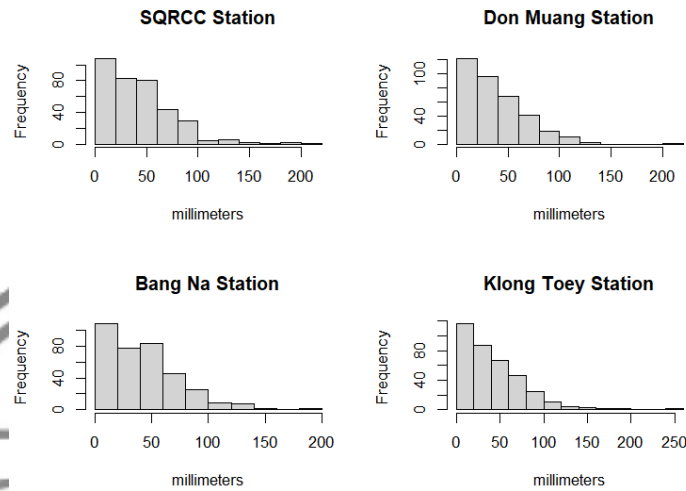 SQRCC Station
Frequency
0 40 80
0 50 100 150 200
millimeters
Don Muang Station
Frequency
0 40 100
0 50 100 150 200
millimeters
Bang Na Station
Frequency
0 40 80
0 50 100 150 200
millimeters
Klong Toey Station
Frequency
0 40 80
0 50 100 150 200 250
millimeters